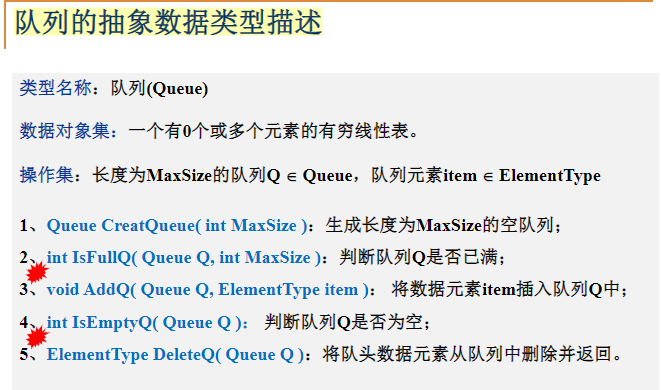 队列的抽象数据类型描述
类型名称：队列(Queue)
数据对象集：一个有0个或多个元素的有穷线性表。
操作集：长度为MaxSize的队列Q ∈ Queue，队列元素item ∈ ElementType
1、Queue CreatQueue( int MaxSize )：生成长度为MaxSize的空队列；
2、int IsFullQ( Queue Q, int MaxSize )：判断队列Q是否已满；
3、void AddQ( Queue Q, ElementType item )： 将数据元素item插入队列Q中；
4、int IsEmptyQ( Queue Q )： 判断队列Q是否为空；
5、ElementType DeleteQ( Queue Q )：将队头数据元素从队列中删除并返回。